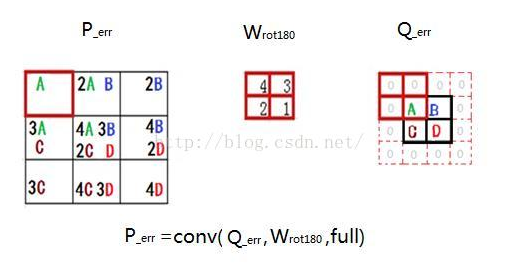 P_err Wrot180 Q_err
A 2A B 2B 4 3 0 0 0 0
3A 4A 3B 4B 2 1 0 A B 0
C 2C D 2D http://blog.csdn.net/ 0 C D 0
3C 4C 3D 4D 0 0 0 0
P_err =conv( Q_err,Wrot180,full)